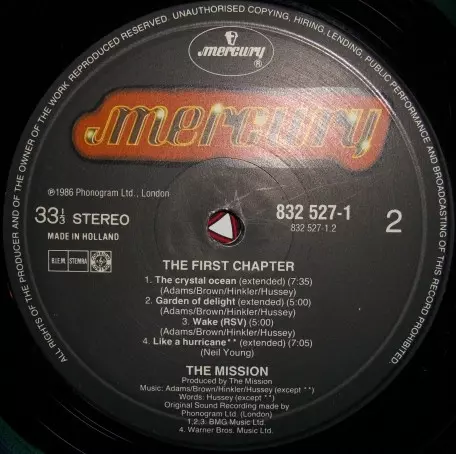 ALL RIGHTS OF THE PRODUCER AND OF THE OWNER OF THE WORK REPRODUCED RESERVED. UNAUTHORISED COPYING, HIRING, LENDING, PUBLIC PERFORMANCE AND BROADCASTING OF THIS RECORD PROHIBITED.
mercury
®
mercury
℗1986 Phonogram Ltd., London
33⅓ STEREO
MADE IN HOLLAND
B.I.E.M. STEMRA
832 527-1
832 527-1.2
2
THE FIRST CHAPTER
1. The crystal ocean (extended) (7:35)
(Adams/Brown/Hinkler/Hussey)
2. Garden of delight (extended) (5:00)
(Adams/Brown/Hinkler/Hussey)
3. Wake (RSV) (5:00)
(Adams/Brown/Hinkler/Hussey)
4. Like a hurricane** (extended) (7:05)
(Neil Young)
THE MISSION
Produced by The Mission
Music: Adams/Brown/Hinkler/Hussey (except **)
Words: Hussey (except **)
Original Sound Recording made by
Phonogram Ltd. (London)
1,2,3: BMG Music Ltd.
4: Warner Bros. Music Ltd.